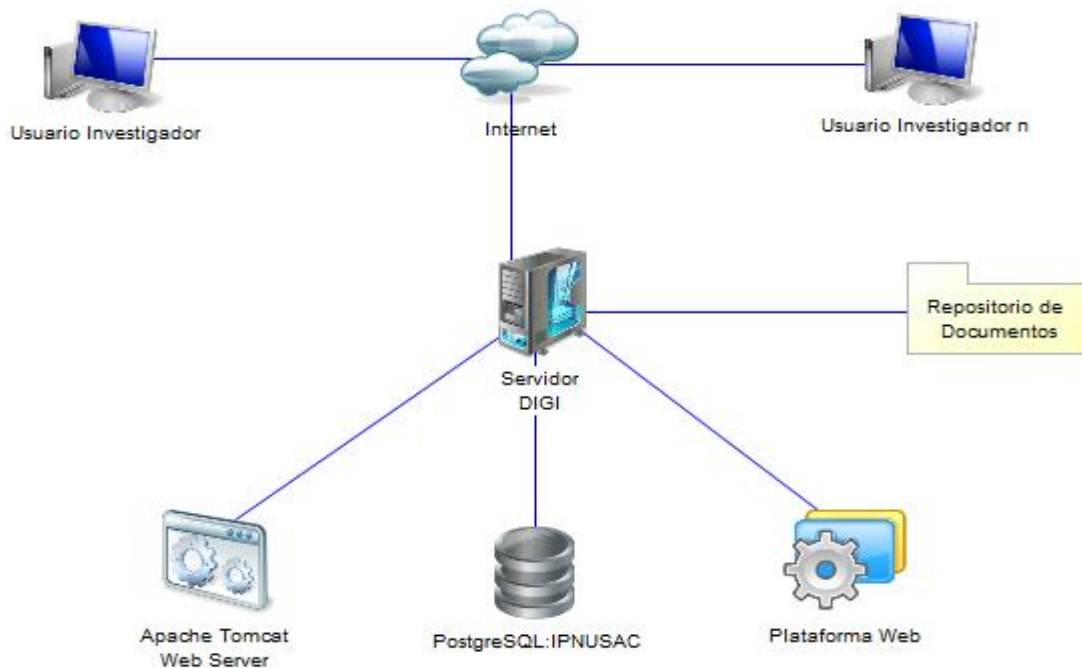 Usuario Investigador
Internet
Usuario Investigador n
Repositorio de
Documentos
Servidor
DIGI
Apache Tomcat
Web Server
PostgreSQL:IPNUSAC
Plataforma Web